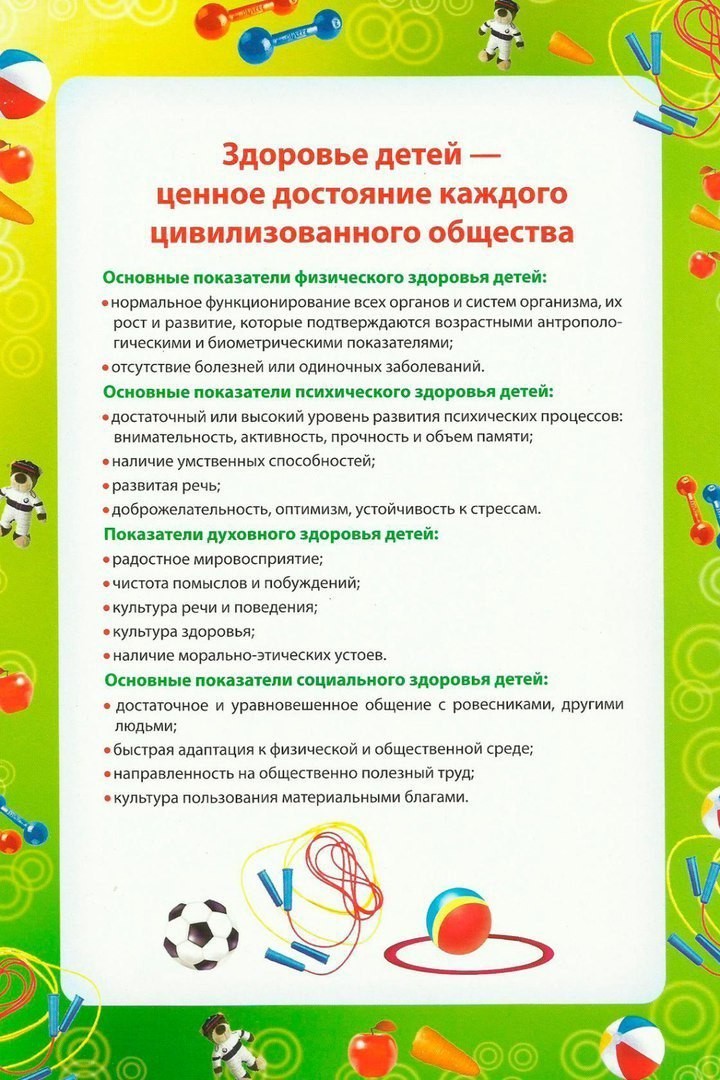 Здоровье детей —
ценное достояние каждого
цивилизованного общества
Основные показатели физического здоровья детей:
• нормальное функционирование всех органов и систем организма, их
рост и развитие, которые подтверждаются возрастными антрополо-
гическими и биометрическими показателями;
• отсутствие болезней или одиночных заболеваний.
Основные показатели психического здоровья детей:
• достаточный или высокий уровень развития психических процессов:
внимательность, активность, прочность и объем памяти;
• наличие умственных способностей;
• развитая речь;
• доброжелательность, оптимизм, устойчивость к стрессам.
Показатели духовного здоровья детей:
• радостное мировосприятие;
• чистота помыслов и побуждений;
• культура речи и поведения;
• культура здоровья;
• наличие морально-этических устоев.
Основные показатели социального здоровья детей:
• достаточное и уравновешенное общение с ровесниками, другими
людьми;
• быстрая адаптация к физической и общественной среде;
• направленность на общественно полезный труд;
• культура пользования материальными благами.